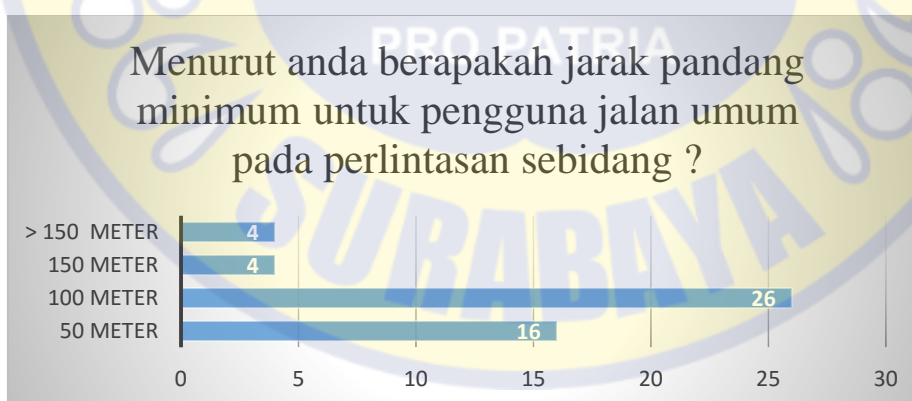 PRO PATRIA
Menurut anda berapakah jarak pandang
minimum untuk pengguna jalan umum
pada perlintasan sebidang ?
SURABAYA
> 150 METER 4
150 METER 4
100 METER 26
50 METER 16
0 5 10 15 20 25 30